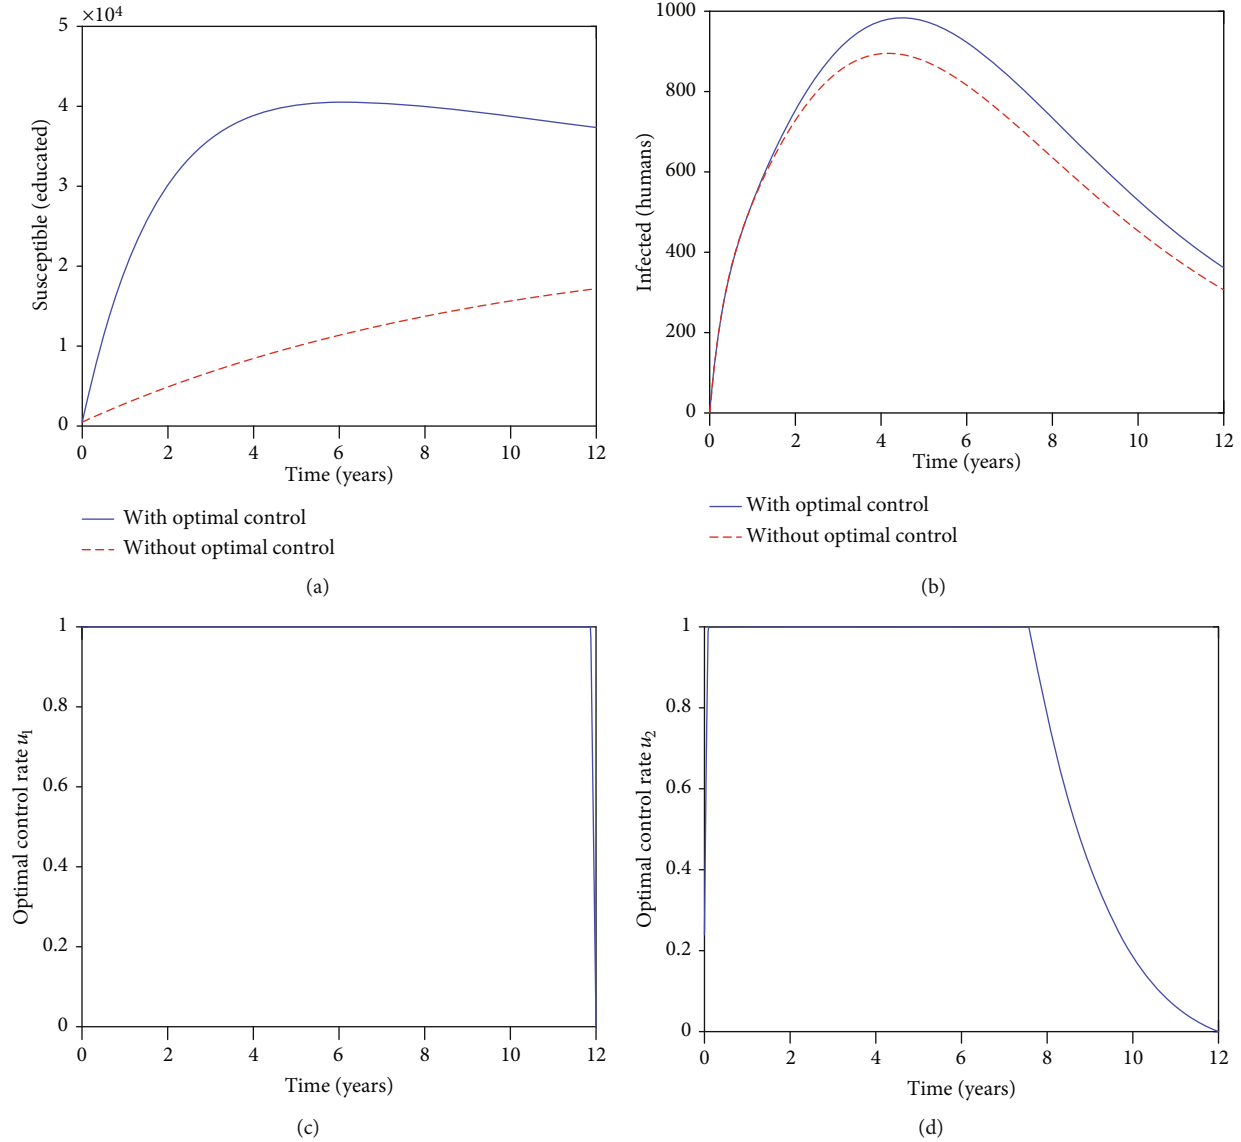 ×10⁴
5
4
3
2
1
0
Susceptible (educated)
0 2 4 6 8 10 12
Time (years)
With optimal control
Without optimal control
(a)
1000
800
600
400
200
0
Infected (humans)
0 2 4 6 8 10 12
Time (years)
With optimal control
Without optimal control
(b)
1
0.8
0.6
0.4
0.2
0
Optimal control rate u₁
0 2 4 6 8 10 12
Time (years)
(c)
1
0.8
0.6
0.4
0.2
0
Optimal control rate u₂
0 2 4 6 8 10 12
Time (years)
(d)